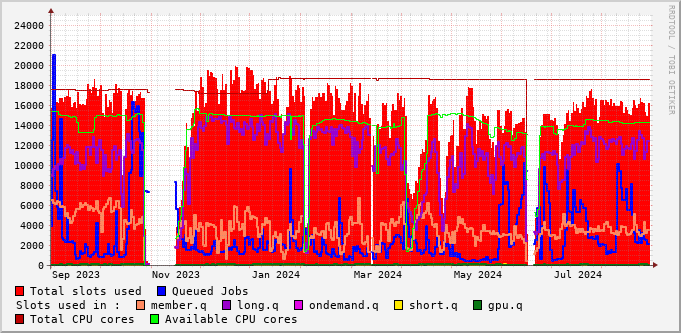 24000
22000
20000
18000
16000
14000
12000
10000
8000
6000
4000
2000
0
Sep 2023 Nov 2023 Jan 2024 Mar 2024 May 2024 Jul 2024
RRDTOOL / TOBI OETIKER
Total slots used Queued Jobs
Slots used in : member.q long.q ondemand.q short.q gpu.q
Total CPU cores Available CPU cores